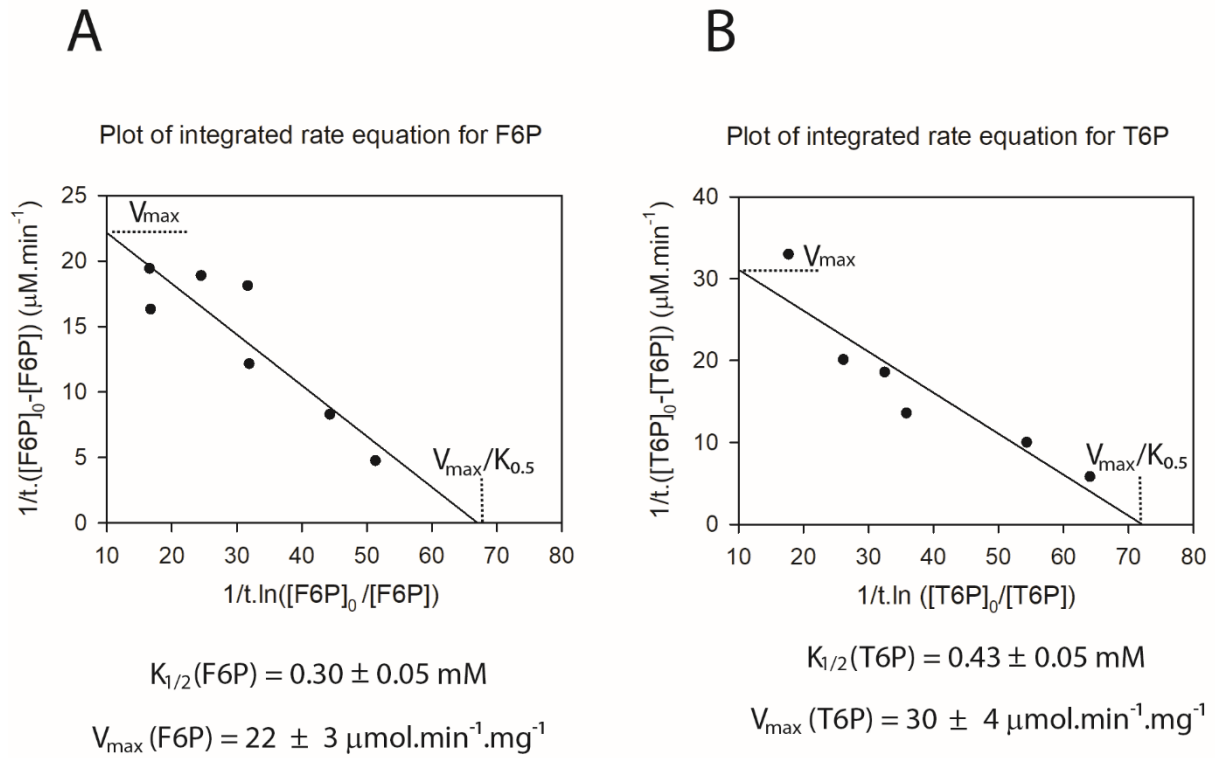 A
Plot of integrated rate equation for F6P
1/t.([F6P]₀-[F6P]) (μM.min⁻¹)
25
20
15
10
5
0
Vmax
Vmax/K0.5
10 20 30 40 50 60 70 80
1/t.ln([F6P]₀/[F6P])
K1/2(F6P) = 0.30 ± 0.05 mM
Vmax (F6P) = 22 ± 3 μmol.min⁻¹.mg⁻¹
B
Plot of integrated rate equation for T6P
1/t.([T6P]₀-[T6P]) (μM.min⁻¹)
40
30
20
10
0
Vmax
Vmax/K0.5
10 20 30 40 50 60 70 80
1/t.ln ([T6P]₀/[T6P])
K1/2(T6P) = 0.43 ± 0.05 mM
Vmax (T6P) = 30 ± 4 μmol.min⁻¹.mg⁻¹